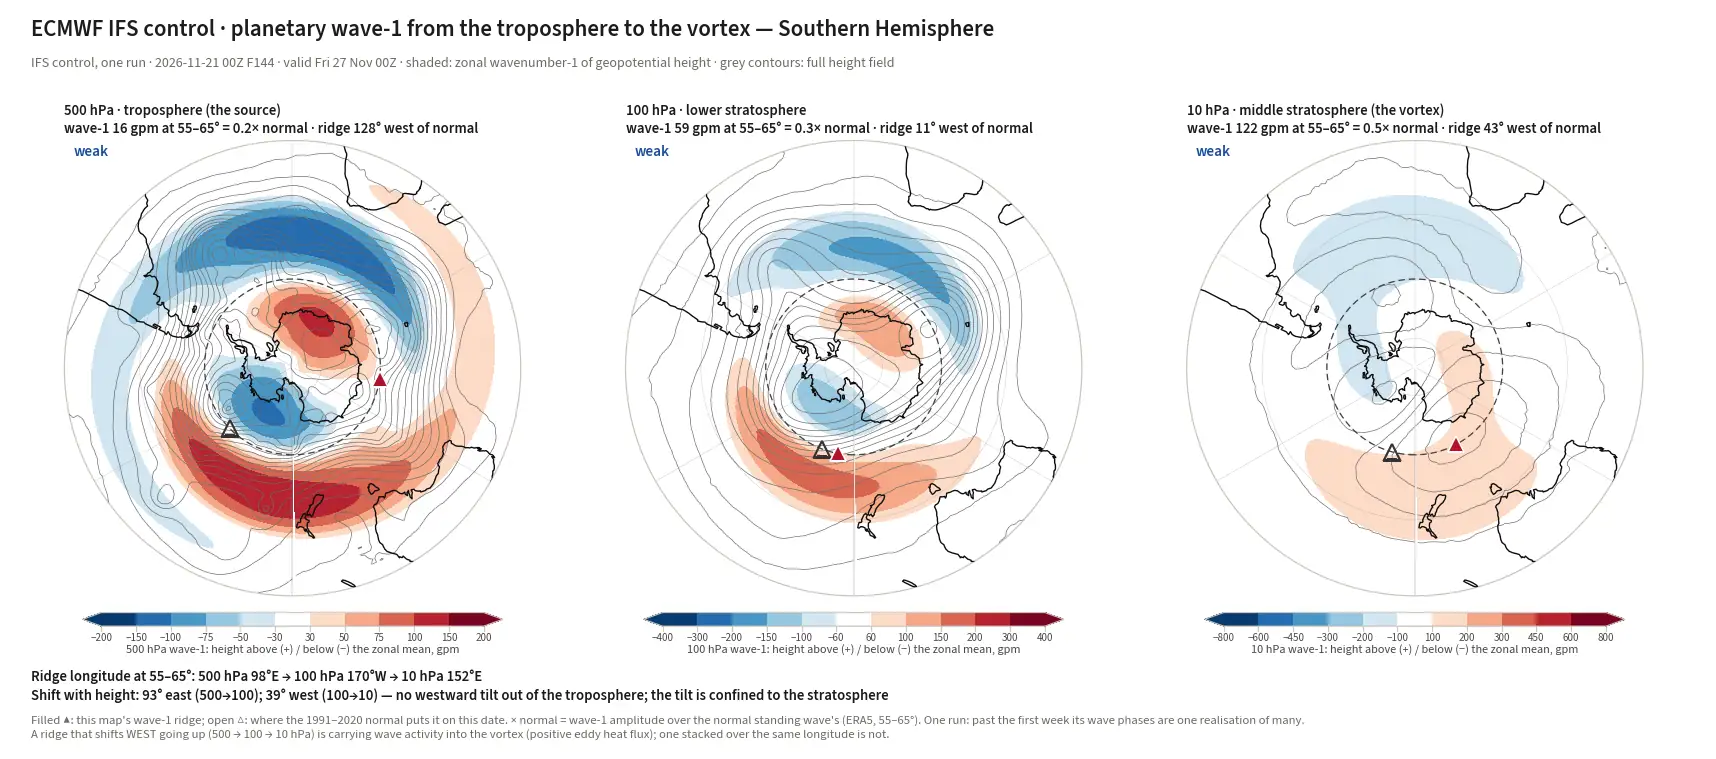 ECMWF IFS control · planetary wave-1 from the troposphere to the vortex — Southern Hemisphere
IFS control, one run · 2026-11-21 00Z F144 · valid Fri 27 Nov 00Z · shaded: zonal wavenumber-1 of geopotential height · grey contours: full height field
500 hPa · troposphere (the source)
wave-1 16 gpm at 55–65° = 0.2× normal · ridge 128° west of normal
weak
100 hPa · lower stratosphere
wave-1 59 gpm at 55–65° = 0.3× normal · ridge 11° west of normal
weak
10 hPa · middle stratosphere (the vortex)
wave-1 122 gpm at 55–65° = 0.5× normal · ridge 43° west of normal
weak
−200 −150 −100 −75 −50 −30 30 50 75 100 150 200
500 hPa wave-1: height above (+) / below (−) the zonal mean, gpm
−400 −300 −200 −150 −100 −60 60 100 150 200 300 400
100 hPa wave-1: height above (+) / below (−) the zonal mean, gpm
−800 −600 −450 −300 −200 −100 100 200 300 450 600 800
10 hPa wave-1: height above (+) / below (−) the zonal mean, gpm
Ridge longitude at 55–65°: 500 hPa 98°E → 100 hPa 170°W → 10 hPa 152°E
Shift with height: 93° east (500→100); 39° west (100→10) — no westward tilt out of the troposphere; the tilt is confined to the stratosphere
Filled ▲: this map's wave-1 ridge; open △: where the 1991–2020 normal puts it on this date. × normal = wave-1 amplitude over the normal standing wave's (ERA5, 55–65°). One run: past the first week its wave phases are one realisation of many.
A ridge that shifts WEST going up (500 → 100 → 10 hPa) is carrying wave activity into the vortex (positive eddy heat flux); one stacked over the same longitude is not.